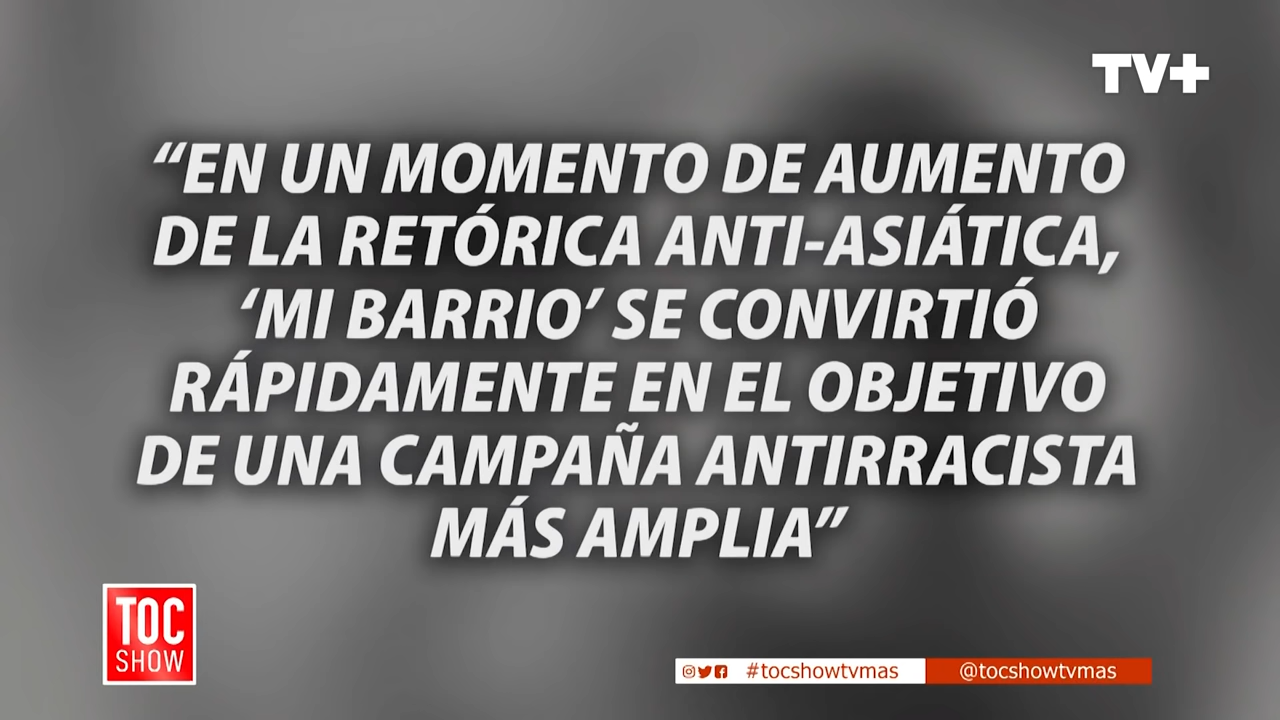 TV+
“EN UN MOMENTO DE AUMENTO
DE LA RETÓRICA ANTI-ASIÁTICA,
‘MI BARRIO’ SE CONVIRTIÓ
RÁPIDAMENTE EN EL OBJETIVO
DE UNA CAMPAÑA ANTIRRACISTA
MÁS AMPLIA”
TOC
SHOW
#tocshowtvmas @tocshowtvmas